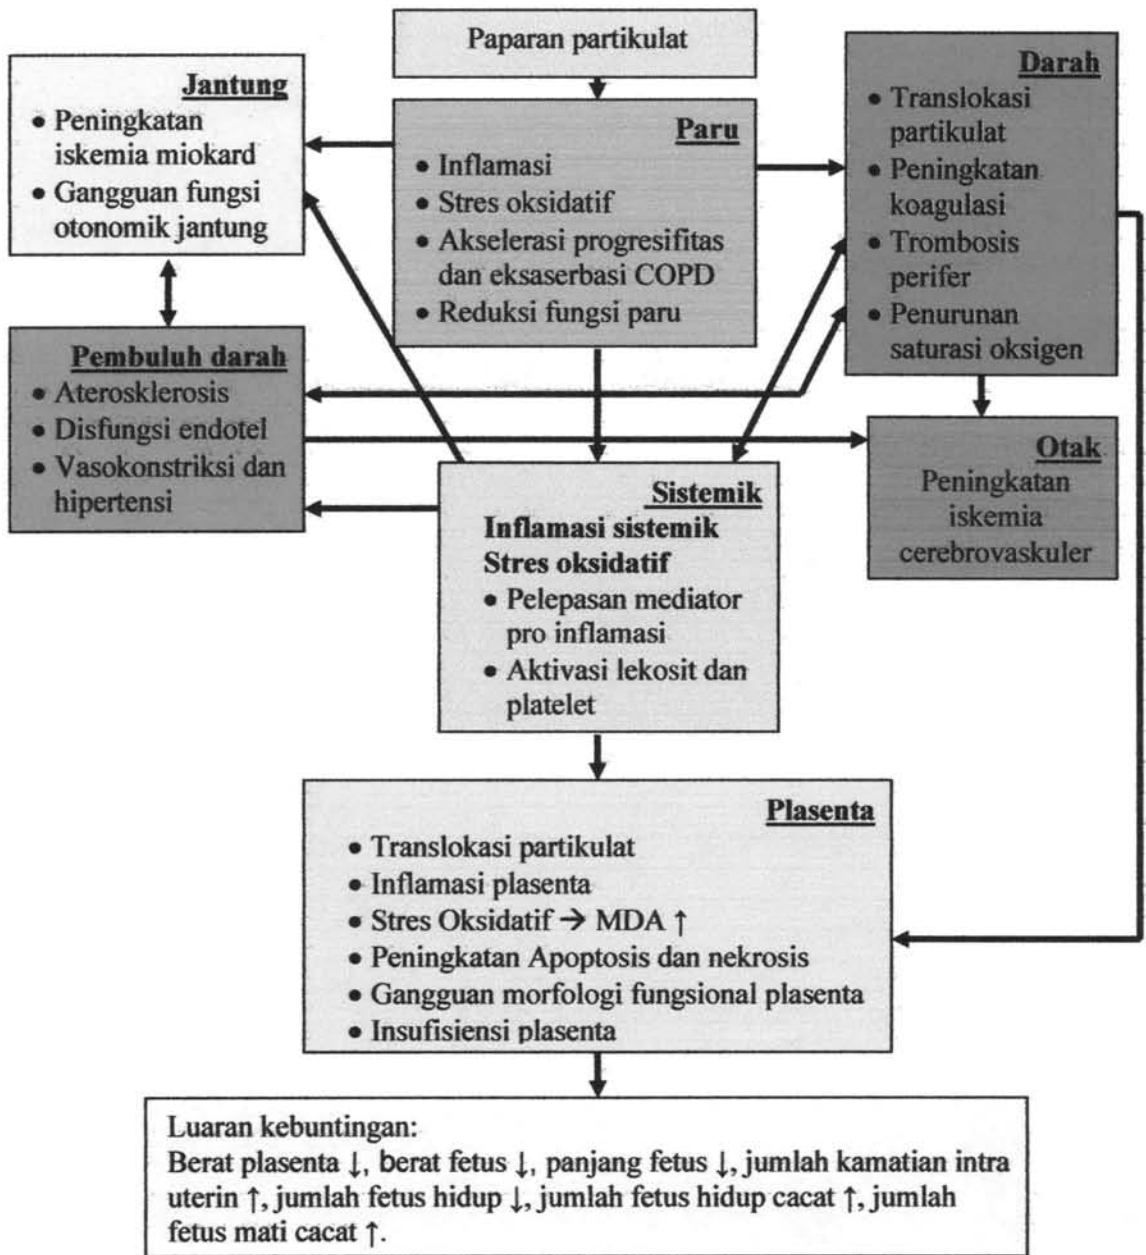 Paparan partikulat
Jantung
• Peningkatan
iskemia miokard
• Gangguan fungsi
otonomik jantung
Paru
• Inflamasi
• Stres oksidatif
• Akselerasi progresifitas
dan eksaserbasi COPD
• Reduksi fungsi paru
Darah
• Translokasi
partikulat
• Peningkatan
koagulasi
• Trombosis
perifer
• Penurunan
saturasi oksigen
Pembuluh darah
• Aterosklerosis
• Disfungsi endotel
• Vasokonstriksi dan
hipertensi
Otak
Peningkatan
iskemia
cerebrovaskuler
Sistemik
Inflamasi sistemik
Stres oksidatif
• Pelepasan mediator
pro inflamasi
• Aktivasi lekosit dan
platelet
Plasenta
• Translokasi partikulat
• Inflamasi plasenta
• Stres Oksidatif → MDA ↑
• Peningkatan Apoptosis dan nekrosis
• Gangguan morfologi fungsional plasenta
• Insufisiensi plasenta
Luaran kebuntingan:
Berat plasenta ↓, berat fetus ↓, panjang fetus ↓, jumlah kamatian intra
uterin ↑, jumlah fetus hidup ↓, jumlah fetus hidup cacat ↑, jumlah
fetus mati cacat ↑.